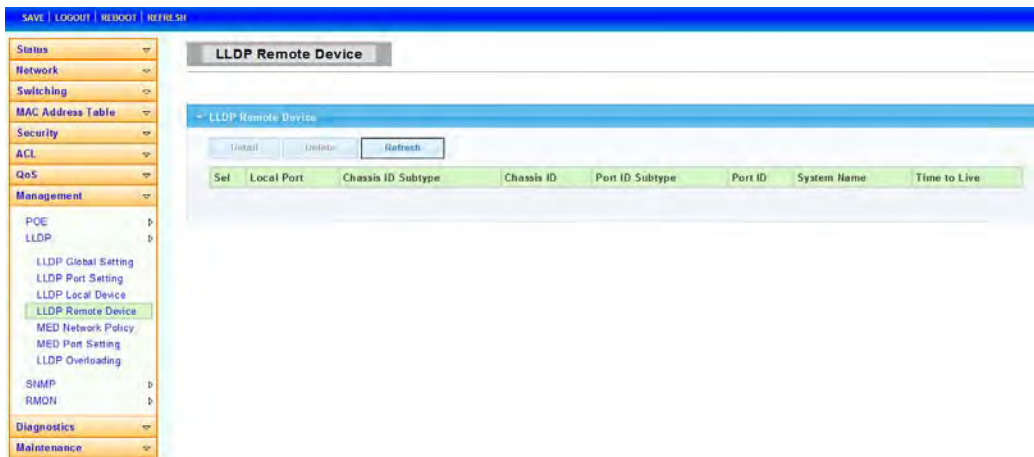 SAVE | LOGOUT | REBOOT | REFRESH
Status
Network
Switching
MAC Address Table
Security
ACL
QoS
Management
POE
LLDP
LLDP Global Setting
LLDP Port Setting
LLDP Local Device
LLDP Remote Device
MED Network Policy
MED Port Setting
LLDP Overloading
SNMP
RMON
Diagnostics
Maintenance
LLDP Remote Device
LLDP Remote Device
Detail Delete Refresh
Sel Local Port Chassis ID Subtype Chassis ID Port ID Subtype Port ID System Name Time to Live